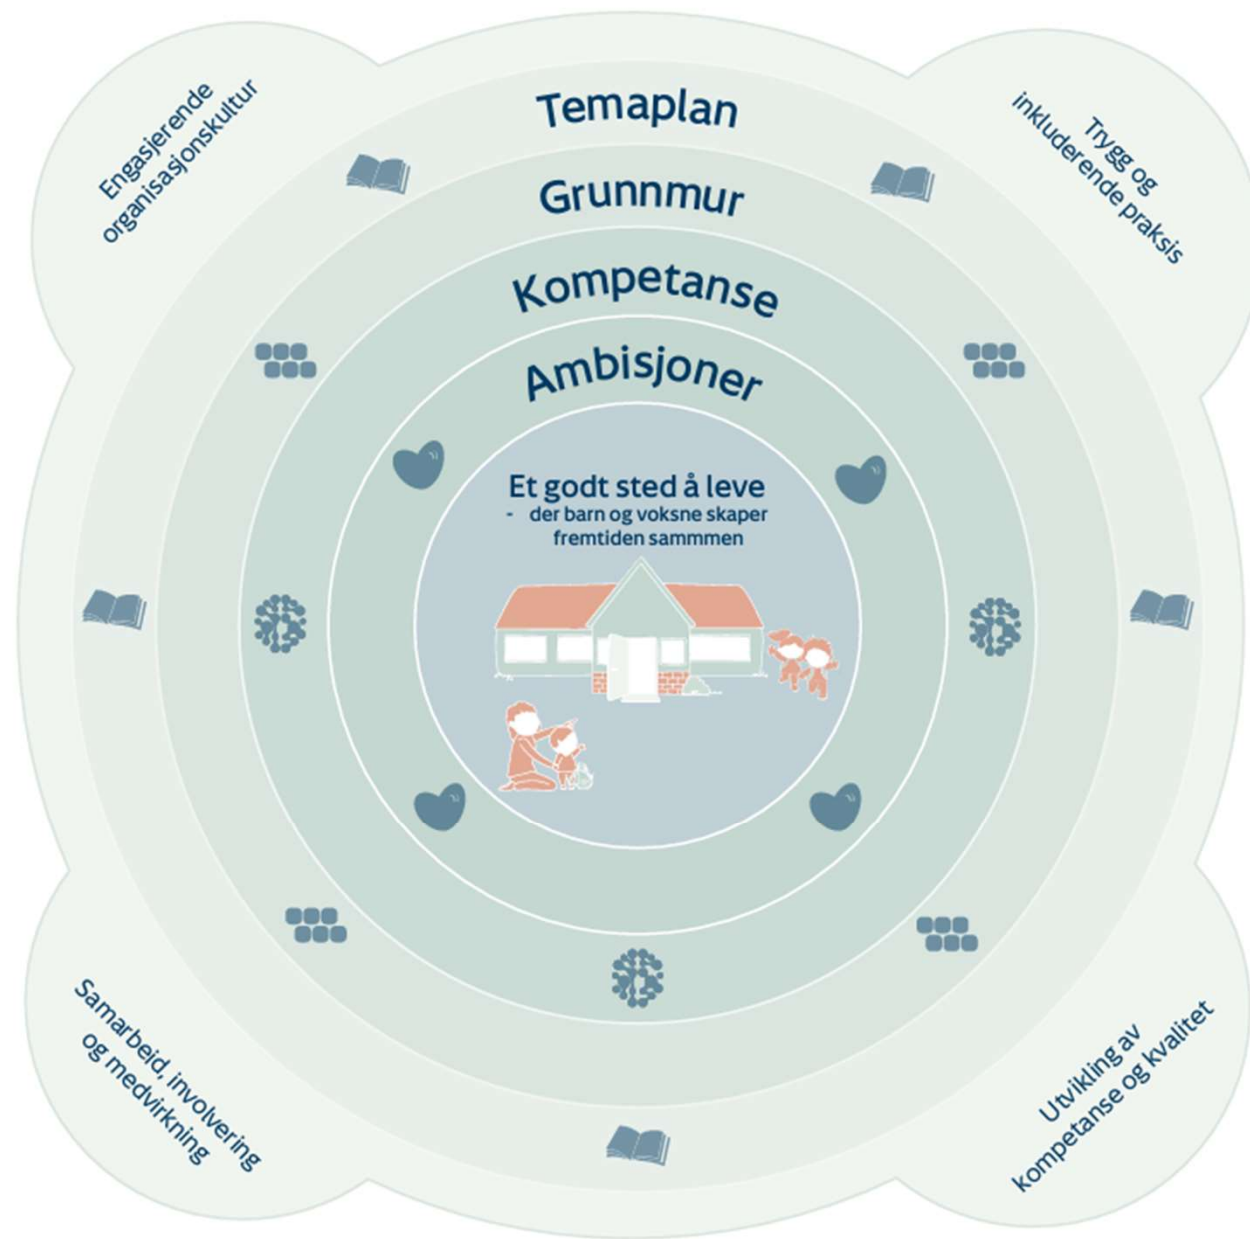 Engasjerende
organisasjonskultur
Trygg og
inkluderende praksis
Temaplan
Grunnmur
Kompetanse
Ambisjoner
Et godt sted å leve
- der barn og voksne skaper
fremtiden sammmen
Samarbeid, involvering
og medvirkning
Utvikling av
kompetanse og kvalitet